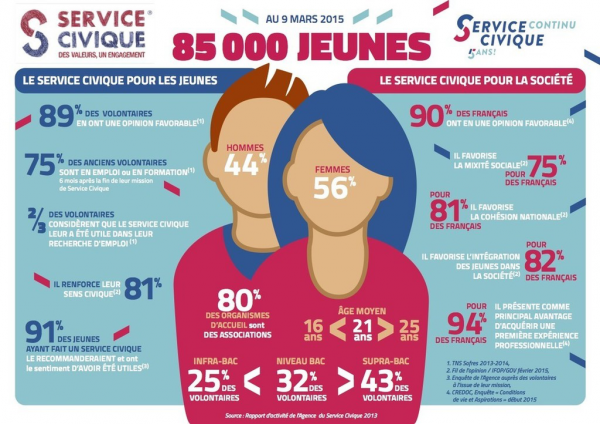 SERVICE
CIVIQUE
DES VALEURS, UN ENGAGEMENT
AU 9 MARS 2015
85 000 JEUNES
SERVICE CONTINU
CIVIQUE
5 ANS!
LE SERVICE CIVIQUE POUR LES JEUNES
89% DES VOLONTAIRES
EN ONT UNE OPINION FAVORABLE(1)
75% DES ANCIENS VOLONTAIRES
SONT EN EMPLOI OU EN FORMATION(1)
6 mois après la fin de leur mission
de Service Civique
2/3 DES VOLONTAIRES
CONSIDÈRENT QUE LE SERVICE CIVIQUE
LEUR A ÉTÉ UTILE DANS LEUR
RECHERCHE D'EMPLOI (1)
IL RENFORCE LEUR
SENS CIVIQUE(2) 81%
91% DES JEUNES
AYANT FAIT UN SERVICE CIVIQUE
LE RECOMMANDERAIENT et ont
le sentiment D'AVOIR ÉTÉ UTILES(3)
HOMMES
44%
FEMMES
56%
80%
DES ORGANISMES
D'ACCUEIL sont
DES ASSOCIATIONS
ÂGE MOYEN
16 ans < 21 ans > 25 ans
INFRA-BAC
25% DES
VOLONTAIRES
<
NIVEAU BAC
32% DES
VOLONTAIRES
>
SUPRA-BAC
43% DES
VOLONTAIRES
Source : Rapport d'activité de l'Agence du Service Civique 2013
LE SERVICE CIVIQUE POUR LA SOCIÉTÉ
90% DES FRANÇAIS
ONT EN UNE OPINION FAVORABLE(4)
IL FAVORISE
LA MIXITÉ SOCIALE(2)
POUR 75%
DES FRANÇAIS
POUR
81% IL FAVORISE
LA COHÉSION NATIONALE(2)
DES FRANÇAIS
IL FAVORISE L'INTÉGRATION
DES JEUNES DANS
LA SOCIÉTÉ(2)
POUR
82%
DES FRANÇAIS
POUR
94%
DES FRANÇAIS
IL PRÉSENTE COMME
PRINCIPAL AVANTAGE
D'ACQUÉRIR UNE
PREMIÈRE EXPÉRIENCE
PROFESSIONNELLE(4)
1. TNS Sofres 2013-2014,
2. Fil de l'opinion / IFOP/GOV février 2015,
3. Enquête de l'Agence auprès des volontaires
à l'issue de leur mission,
4. CREDOC, Enquête « Conditions
de vie et Aspirations » début 2015